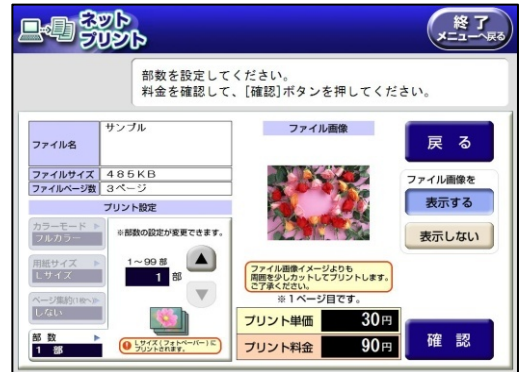 ネット
プリント
終了
メニューへ戻る
部数を設定してください。
料金を確認して、[確認]ボタンを押してください。
ファイル名
サンプル
ファイルサイズ
485KB
ファイルページ数
3ページ
プリント設定
カラーモード
フルカラー
用紙サイズ
Lサイズ
ページ集約
しない
部数
1 部
※部数の設定が変更できます。
1～99部
1 部
Lサイズ(フォトペーパー)に
プリントされます。
ファイル画像
ファイル画像イメージよりも
周囲を少しカットしてプリントします。
ご了承ください。
※1ページ目です。
プリント単価
30円
プリント料金
90円
戻る
ファイル画像を
表示する
表示しない
確認